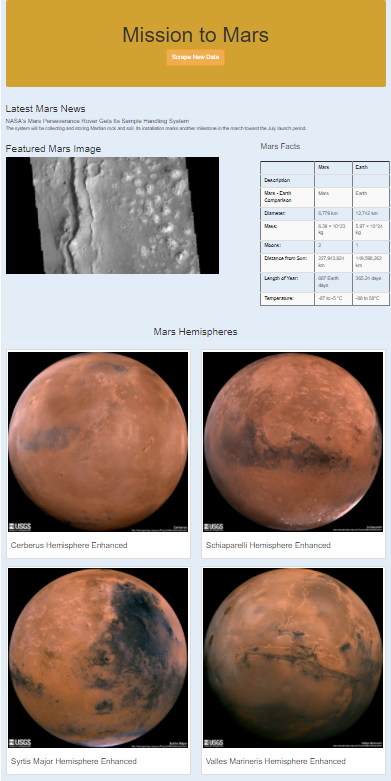 Mission to Mars
Scrape New Data
Latest Mars News
NASA's Mars Perseverance Rover Gets Its Sample Handling System
The system will be collecting and storing Martian rock and soil. Its installation marks another milestone in the march toward the July launch period.
Featured Mars Image
Mars Facts
Mars Earth
Description
Mars - Earth Comparison Mars Earth
Diameter: 6,779 km 12,742 km
Mass: 6.39 × 10^23 kg 5.97 × 10^24 kg
Moons: 2 1
Distance from Sun: 227,943,824 km 149,598,262 km
Length of Year: 687 Earth days 365.24 days
Temperature: -87 to -5 °C -88 to 58°C
Mars Hemispheres
USGS Cerberus
USGS Schiaparelli
Cerberus Hemisphere Enhanced
Schiaparelli Hemisphere Enhanced
USGS Syrtis Major
USGS Valles Marineris
Syrtis Major Hemisphere Enhanced
Valles Marineris Hemisphere Enhanced